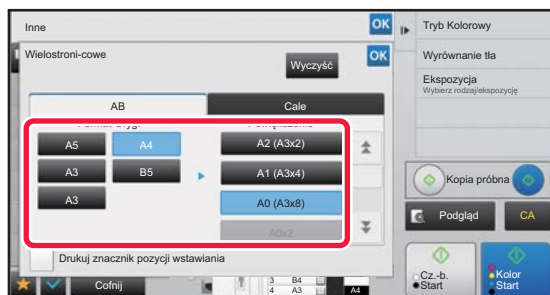 Inne
OK
Tryb Kolorowy
Wielostroni-cowe
Wyczyść
OK
Wyrównanie tła
Ekspozycja
Wybierz rodzaj/ekspozycję
AB
Cale
A5
A4
A2 (A3x2)
A3
B5
A1 (A3x4)
Kopia próbna
A3
A0 (A3x8)
Podgląd
CA
A0x2
Drukuj znacznik pozycji wstawiania
Cofnij
3 B4
4 A3
A4
Cz.-b.
Start
Kolor
Start